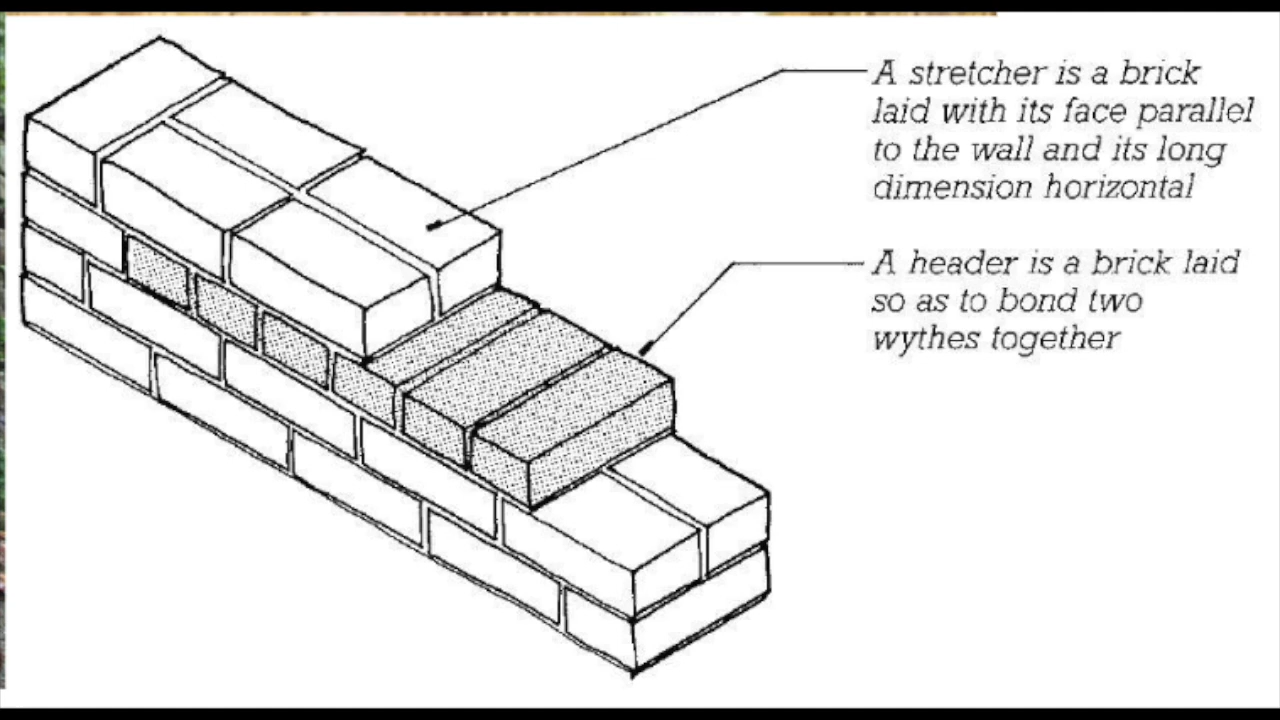 A stretcher is a brick
laid with its face parallel
to the wall and its long
dimension horizontal
A header is a brick laid
so as to bond two
wythes together